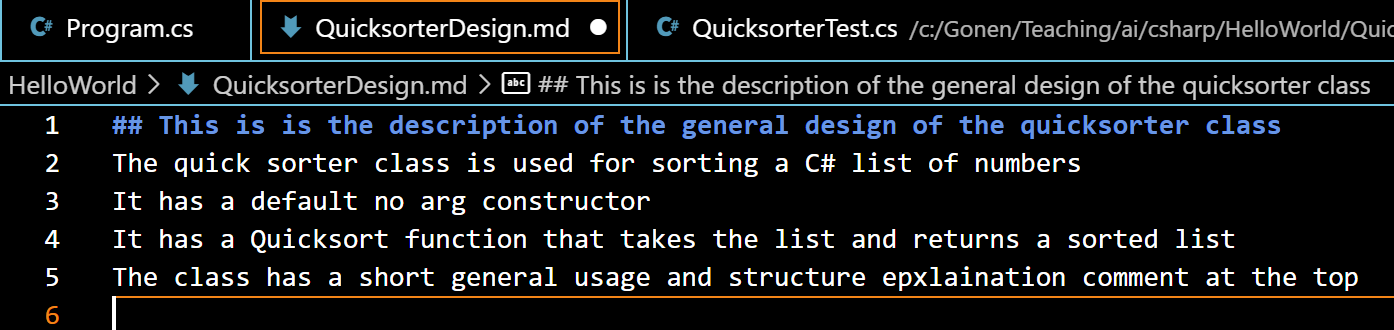 C# Program.cs
QuicksorterDesign.md
C# QuicksorterTest.cs /c:/Gonen/Teaching/ai/csharp/HelloWorld/Quic
HelloWorld > QuicksorterDesign.md > abc ## This is is the description of the general design of the quicksorter class
1 ## This is is the description of the general design of the quicksorter class
2 The quick sorter class is used for sorting a C# list of numbers
3 It has a default no arg constructor
4 It has a Quicksort function that takes the list and returns a sorted list
5 The class has a short general usage and structure epxlaination comment at the top
6